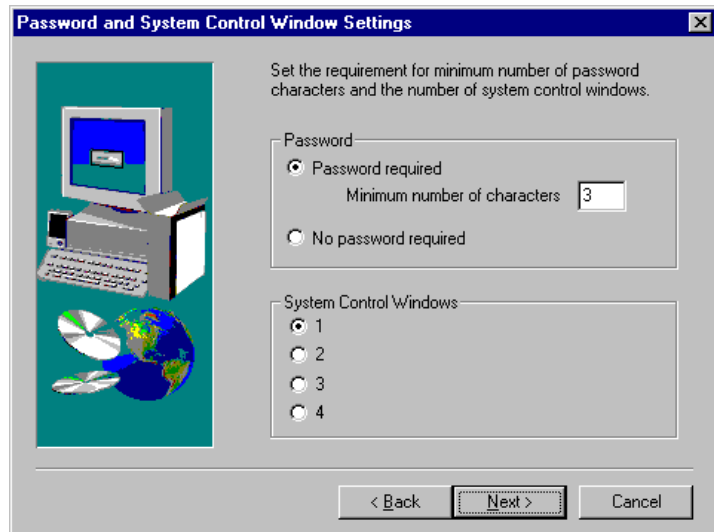 Password and System Control Window Settings
Set the requirement for minimum number of password
characters and the number of system control windows.
Password
Password required
Minimum number of characters 3
No password required
System Control Windows
1
2
3
4
< Back Next > Cancel